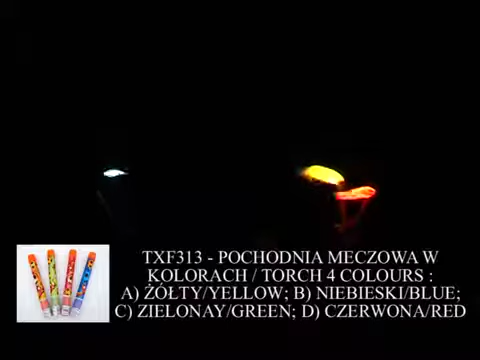 TXF313 - POCHODNIA MECZOWA W
KOLORACH / TORCH 4 COLOURS :
A) ŻÓŁTY/YELLOW; B) NIEBIESKI/BLUE;
C) ZIELONAY/GREEN; D) CZERWONA/RED